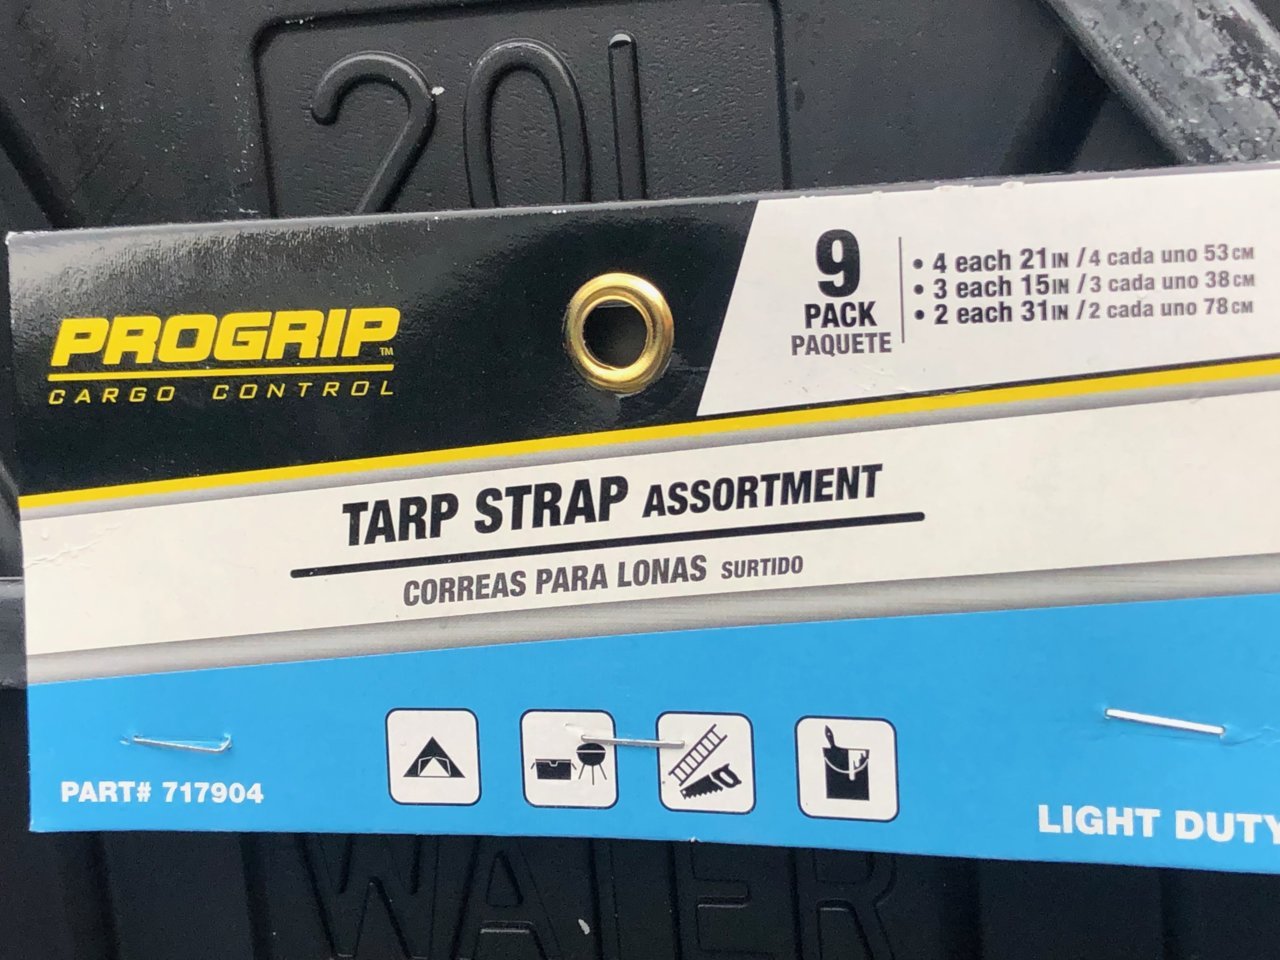 20L
PROGRIP™
CARGO CONTROL
9
PACK
PAQUETE
• 4 each 21IN / 4 cada uno 53CM
• 3 each 15IN / 3 cada uno 38CM
• 2 each 31IN / 2 cada uno 78CM
TARP STRAP ASSORTMENT
CORREAS PARA LONAS SURTIDO
PART# 717904
LIGHT DUTY
WATER